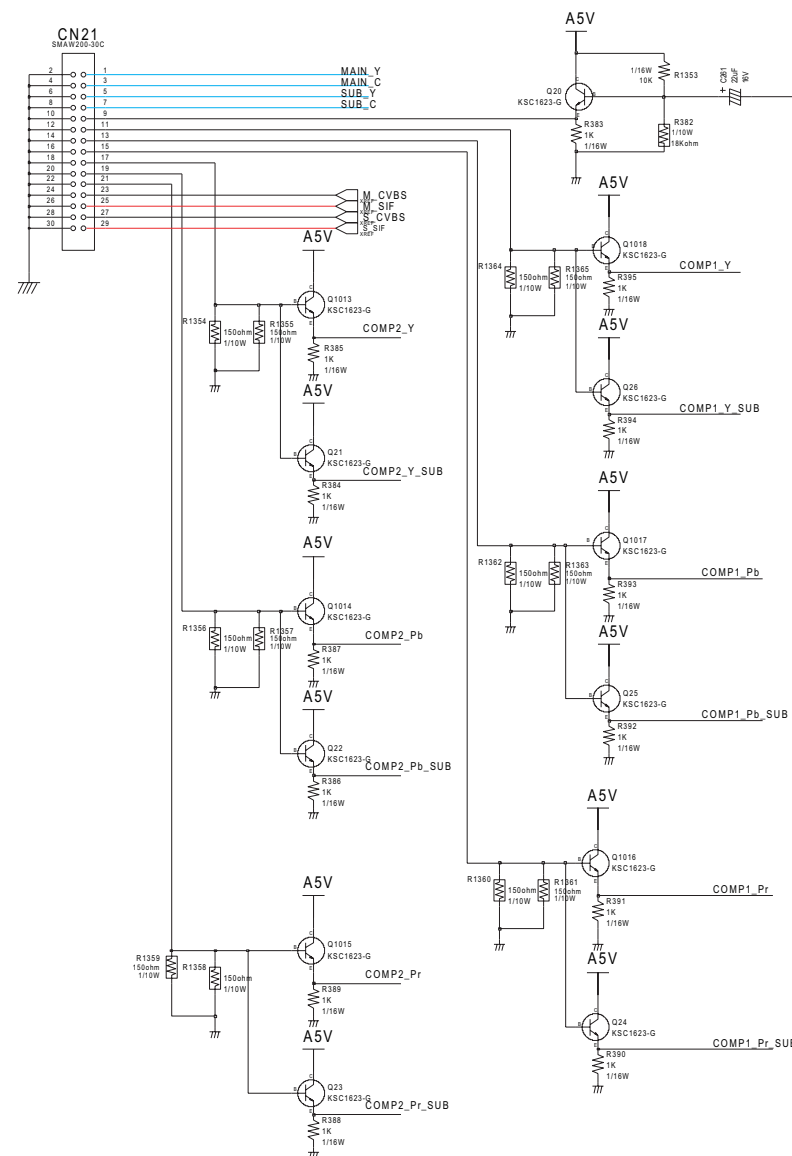 CN21
SMAW200-30C
2 1 MAIN_Y
4 3 MAIN_C
6 5 SUB_Y
8 7 SUB_C
10 9
12 11
14 13
16 15
18 17
20 19
22 21
24 23 M_CVBS
XREF
26 25 M_SIF
XREF
28 27 S_CVBS
XREF
30 29 S_SIF
XREF
A5V
Q20
KSC1623-G
C
B
E
1/16W
10K
R1353
C261
22uF
16V
+
R382
1/10W
18Kohm
R383
1K
1/16W
A5V
R1354
150ohm
1/10W
R1355
150ohm
1/10W
C
B
E
Q1013
KSC1623-G
COMP2_Y
R385
1K
1/16W
A5V
C
B
E
Q21
KSC1623-G
COMP2_Y_SUB
R384
1K
1/16W
A5V
R1356
150ohm
1/10W
R1357
150ohm
1/10W
C
B
E
Q1014
KSC1623-G
COMP2_Pb
R387
1K
1/16W
A5V
C
B
E
Q22
KSC1623-G
COMP2_Pb_SUB
R386
1K
1/16W
A5V
R1359
150ohm
1/10W
R1358
150ohm
1/10W
C
B
E
Q1015
KSC1623-G
COMP2_Pr
R389
1K
1/16W
A5V
C
B
E
Q23
KSC1623-G
COMP2_Pr_SUB
R388
1K
1/16W
A5V
R1364
150ohm
1/10W
R1365
150ohm
1/10W
C
B
E
Q1018
KSC1623-G
COMP1_Y
R395
1K
1/16W
A5V
C
B
E
Q26
KSC1623-G
COMP1_Y_SUB
R394
1K
1/16W
A5V
R1362
150ohm
1/10W
R1363
150ohm
1/10W
C
B
E
Q1017
KSC1623-G
COMP1_Pb
R393
1K
1/16W
A5V
C
B
E
Q25
KSC1623-G
COMP1_Pb_SUB
R392
1K
1/16W
A5V
R1360
150ohm
1/10W
R1361
150ohm
1/10W
C
B
E
Q1016
KSC1623-G
COMP1_Pr
R391
1K
1/16W
A5V
C
B
E
Q24
KSC1623-G
COMP1_Pr_SUB
R390
1K
1/16W